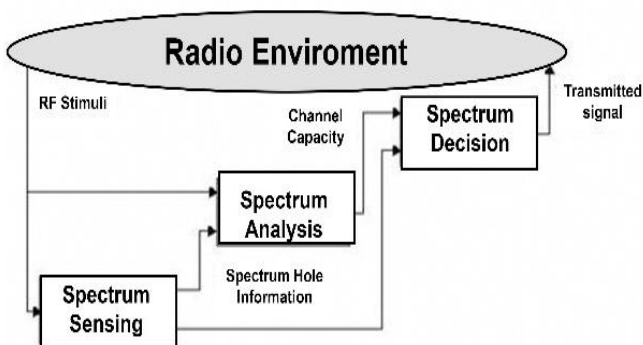 Radio Enviroment
RF Stimuli
Transmitted
signal
Channel
Capacity
Spectrum
Decision
Spectrum
Analysis
Spectrum Hole
Information
Spectrum
Sensing